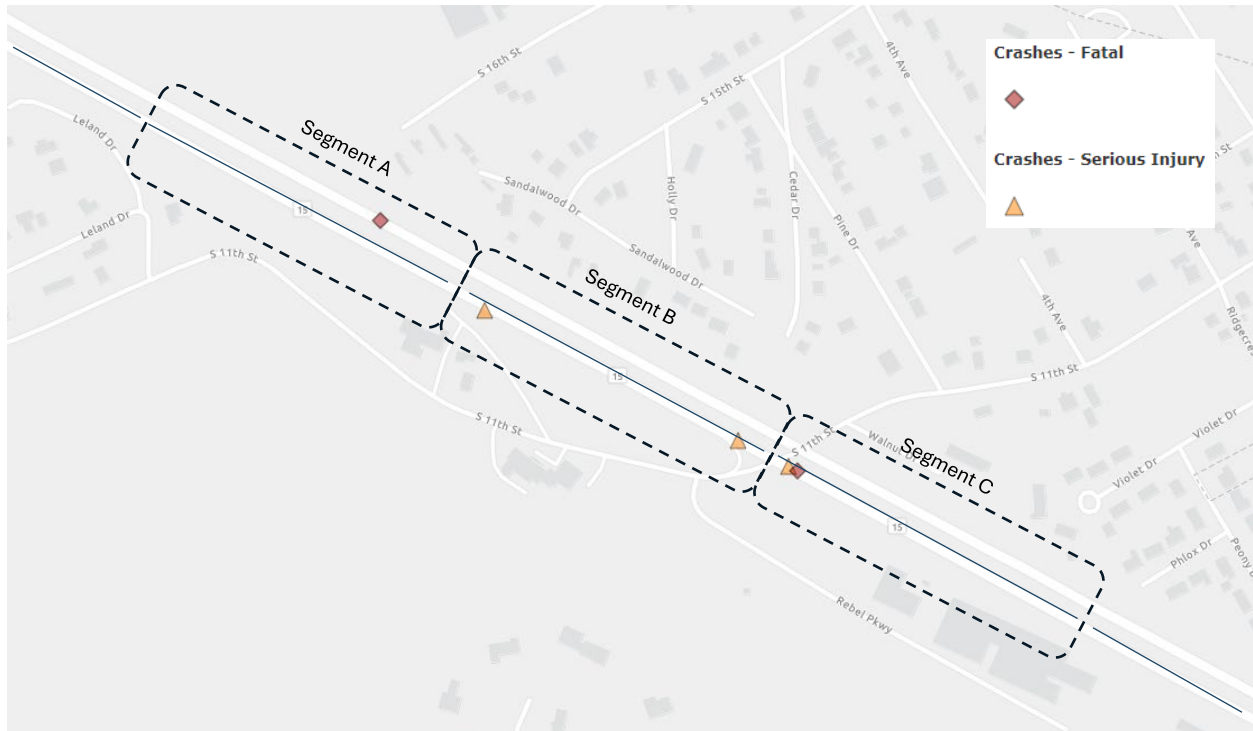 Crashes - Fatal
Crashes - Serious Injury
S 16th St
4th Ave
S 15th St
Segment A
Leland Dr
Sandalwood Dr
Holly Dr
Cedar Dr
Pine Dr
15
Leland Dr
S 11th St
Sandalwood Dr
Ave
Segment B
4th Ave
15
S 11th St
S 11th St
S 11th St
Walnut D
Segment C
Violet Dr
Violet Dr
15
Phlox Dr
Peony
Rebel Pkwy